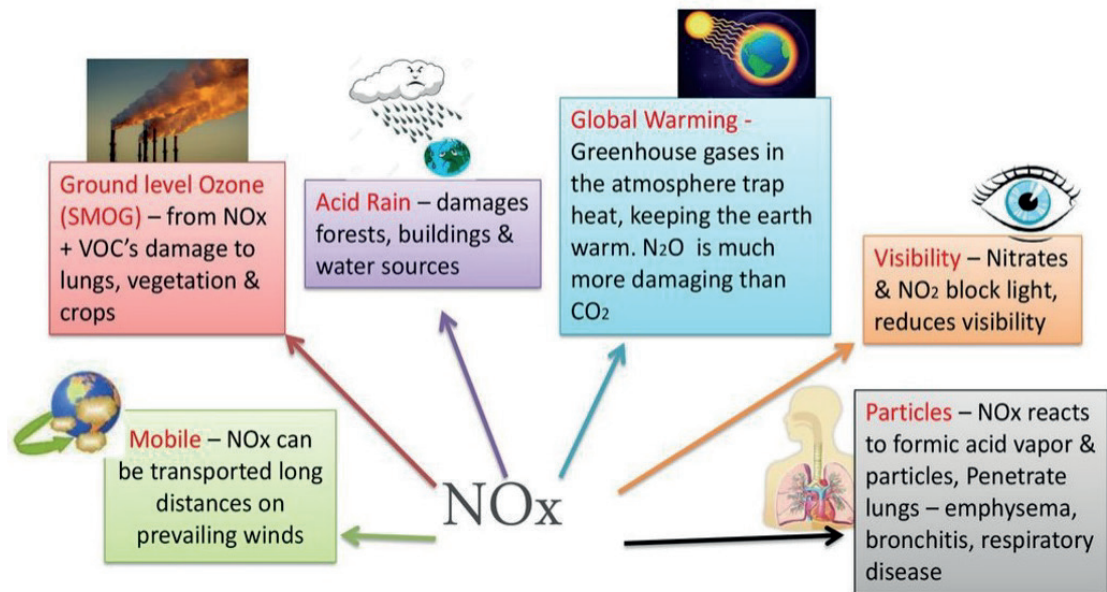 Ground level Ozone
(SMOG) – from NOx
+ VOC’s damage to
lungs, vegetation &
crops
Acid Rain – damages
forests, buildings &
water sources
Global Warming -
Greenhouse gases in
the atmosphere trap
heat, keeping the earth
warm. N₂O is much
more damaging than
CO₂
Visibility – Nitrates
& NO₂ block light,
reduces visibility
Mobile – NOx can
be transported long
distances on
prevailing winds
NOx
Particles – NOx reacts
to formic acid vapor &
particles, Penetrate
lungs – emphysema,
bronchitis, respiratory
disease